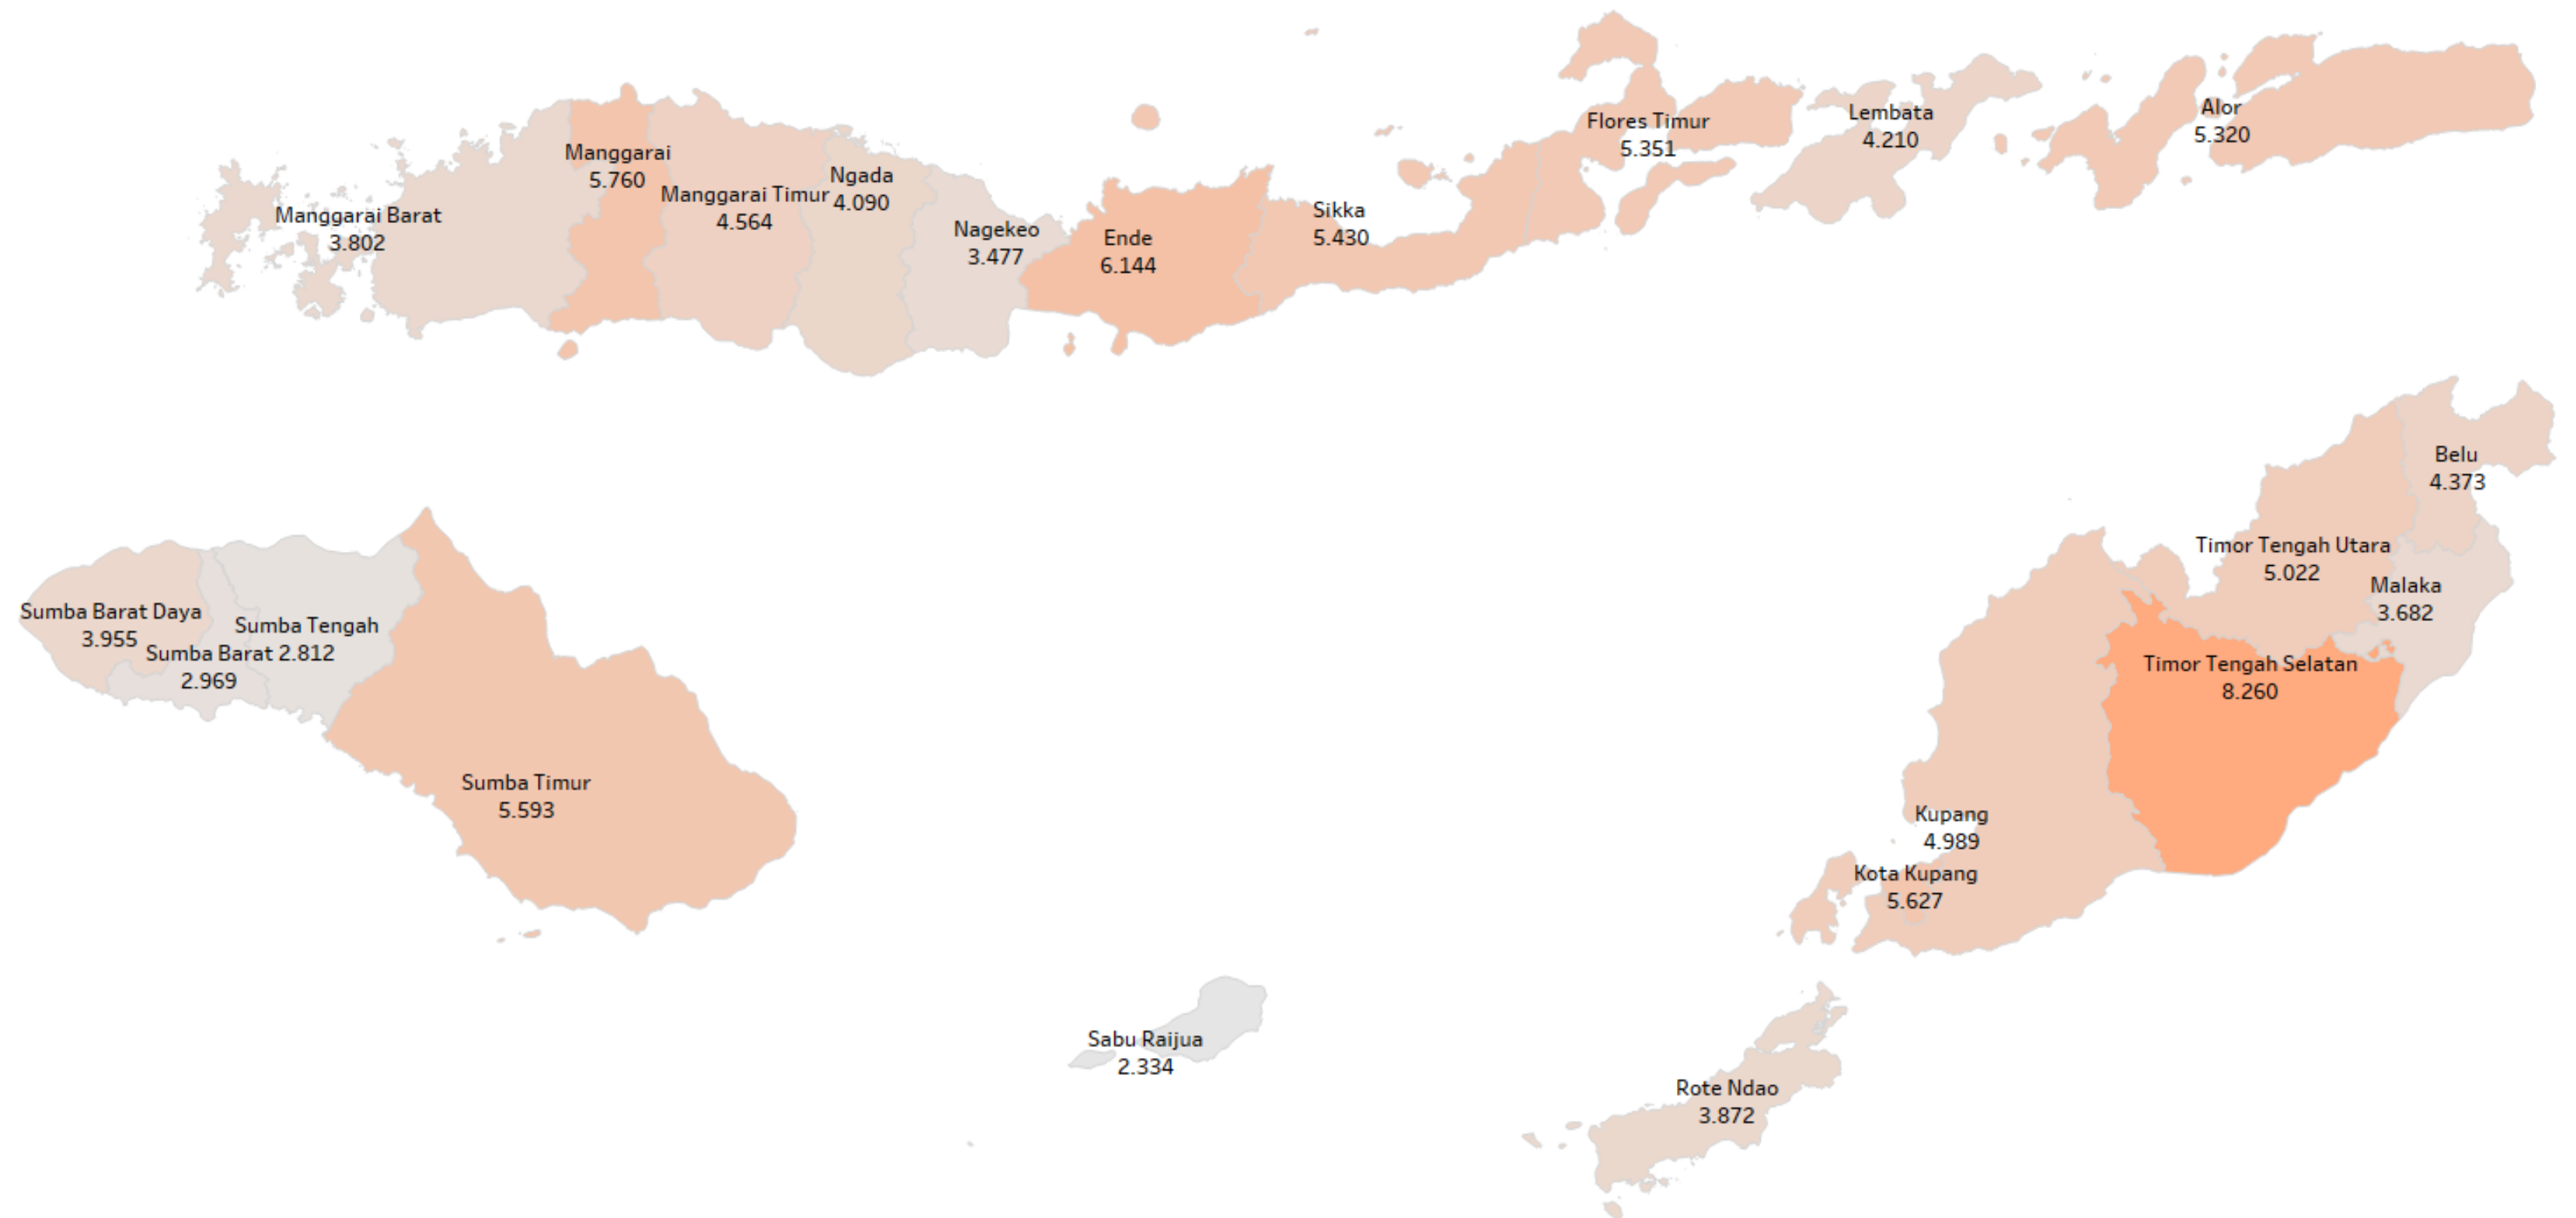 Manggarai Barat
3.802
Manggarai
5.760
Manggarai Timur
4.564
Ngada
4.090
Nagekeo
3.477
Ende
6.144
Sikka
5.430
Flores Timur
5.351
Lembata
4.210
Alor
5.320
Belu
4.373
Timor Tengah Utara
5.022
Malaka
3.682
Timor Tengah Selatan
8.260
Sumba Barat Daya
3.955
Sumba Tengah
2.812
Sumba Barat
2.969
Sumba Timur
5.593
Kupang
4.989
Kota Kupang
5.627
Sabu Raijua
2.334
Rote Ndao
3.872